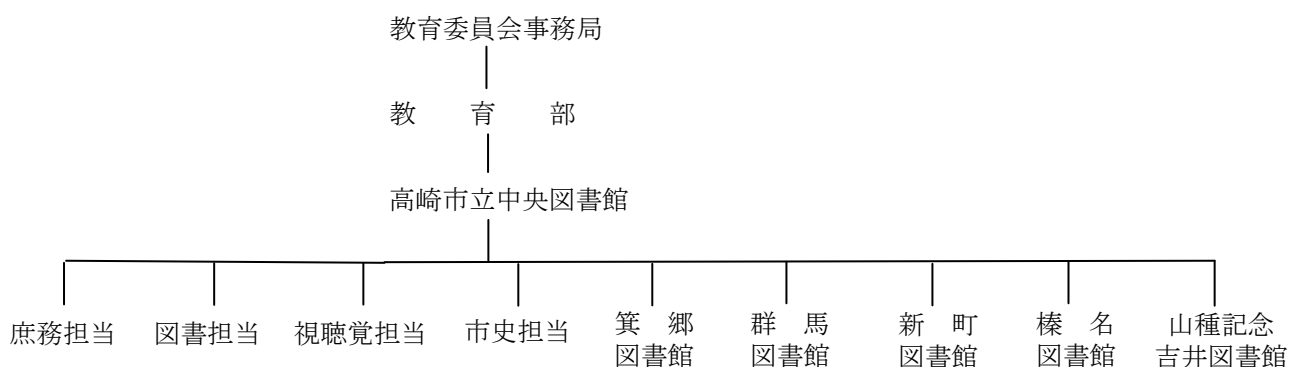 教育委員会事務局
教　育　部
高崎市立中央図書館
庶務担当
図書担当
視聴覚担当
市史担当
箕　郷
図書館
群　馬
図書館
新　町
図書館
榛　名
図書館
山種記念
吉井図書館